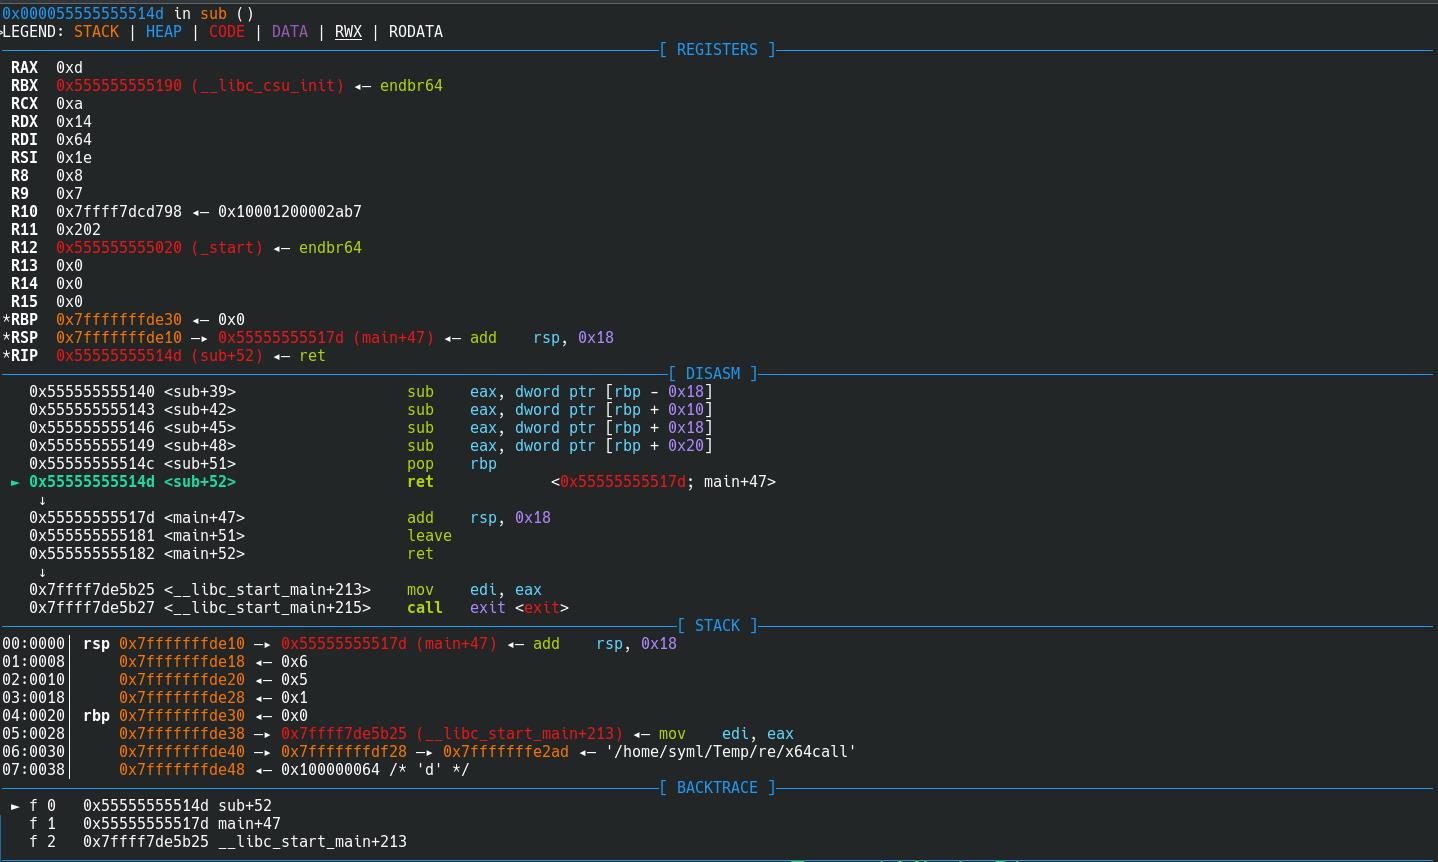 0x000055555555514d in sub ()
LEGEND: STACK | HEAP | CODE | DATA | RWX | RODATA
[ REGISTERS ]
RAX 0xd
RBX 0x555555555190 (__libc_csu_init) ◂— endbr64
RCX 0xa
RDX 0x14
RDI 0x64
RSI 0x1e
R8 0x8
R9 0x7
R10 0x7ffff7dcd798 ◂— 0x10001200002ab7
R11 0x202
R12 0x555555555020 (_start) ◂— endbr64
R13 0x0
R14 0x0
R15 0x0
*RBP 0x7fffffffde30 ◂— 0x0
*RSP 0x7fffffffde10 —▸ 0x55555555517d (main+47) ◂— add rsp, 0x18
*RIP 0x55555555514d (sub+52) ◂— ret
[ DISASM ]
0x555555555140 <sub+39> sub eax, dword ptr [rbp - 0x18]
0x555555555143 <sub+42> sub eax, dword ptr [rbp + 0x10]
0x555555555146 <sub+45> sub eax, dword ptr [rbp + 0x18]
0x555555555149 <sub+48> sub eax, dword ptr [rbp + 0x20]
0x55555555514c <sub+51> pop rbp
► 0x55555555514d <sub+52> ret <0x55555555517d; main+47>
↓
0x55555555517d <main+47> add rsp, 0x18
0x555555555181 <main+51> leave
0x555555555182 <main+52> ret
↓
0x7ffff7de5b25 <__libc_start_main+213> mov edi, eax
0x7ffff7de5b27 <__libc_start_main+215> call exit <exit>
[ STACK ]
00:0000│ rsp 0x7fffffffde10 —▸ 0x55555555517d (main+47) ◂— add rsp, 0x18
01:0008│ 0x7fffffffde18 ◂— 0x6
02:0010│ 0x7fffffffde20 ◂— 0x5
03:0018│ 0x7fffffffde28 ◂— 0x1
04:0020│ rbp 0x7fffffffde30 ◂— 0x0
05:0028│ 0x7fffffffde38 —▸ 0x7ffff7de5b25 (__libc_start_main+213) ◂— mov edi, eax
06:0030│ 0x7fffffffde40 —▸ 0x7fffffffdf28 —▸ 0x7fffffffe2ad ◂— '/home/syml/Temp/re/x64call'
07:0038│ 0x7fffffffde48 ◂— 0x100000064 /* 'd' */
[ BACKTRACE ]
► f 0 0x55555555514d sub+52
f 1 0x55555555517d main+47
f 2 0x7ffff7de5b25 __libc_start_main+213